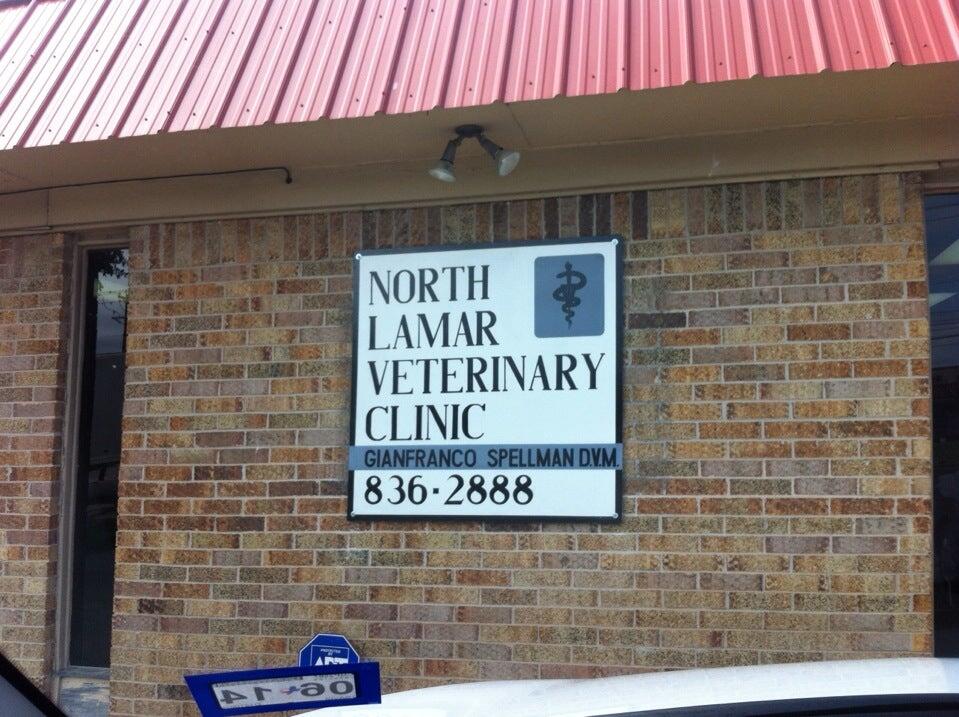 NORTH
LAMAR
VETERINARY
CLINIC
GIANFRANCO SPELLMAN D.V.M.
836·2888
ADT
06 14